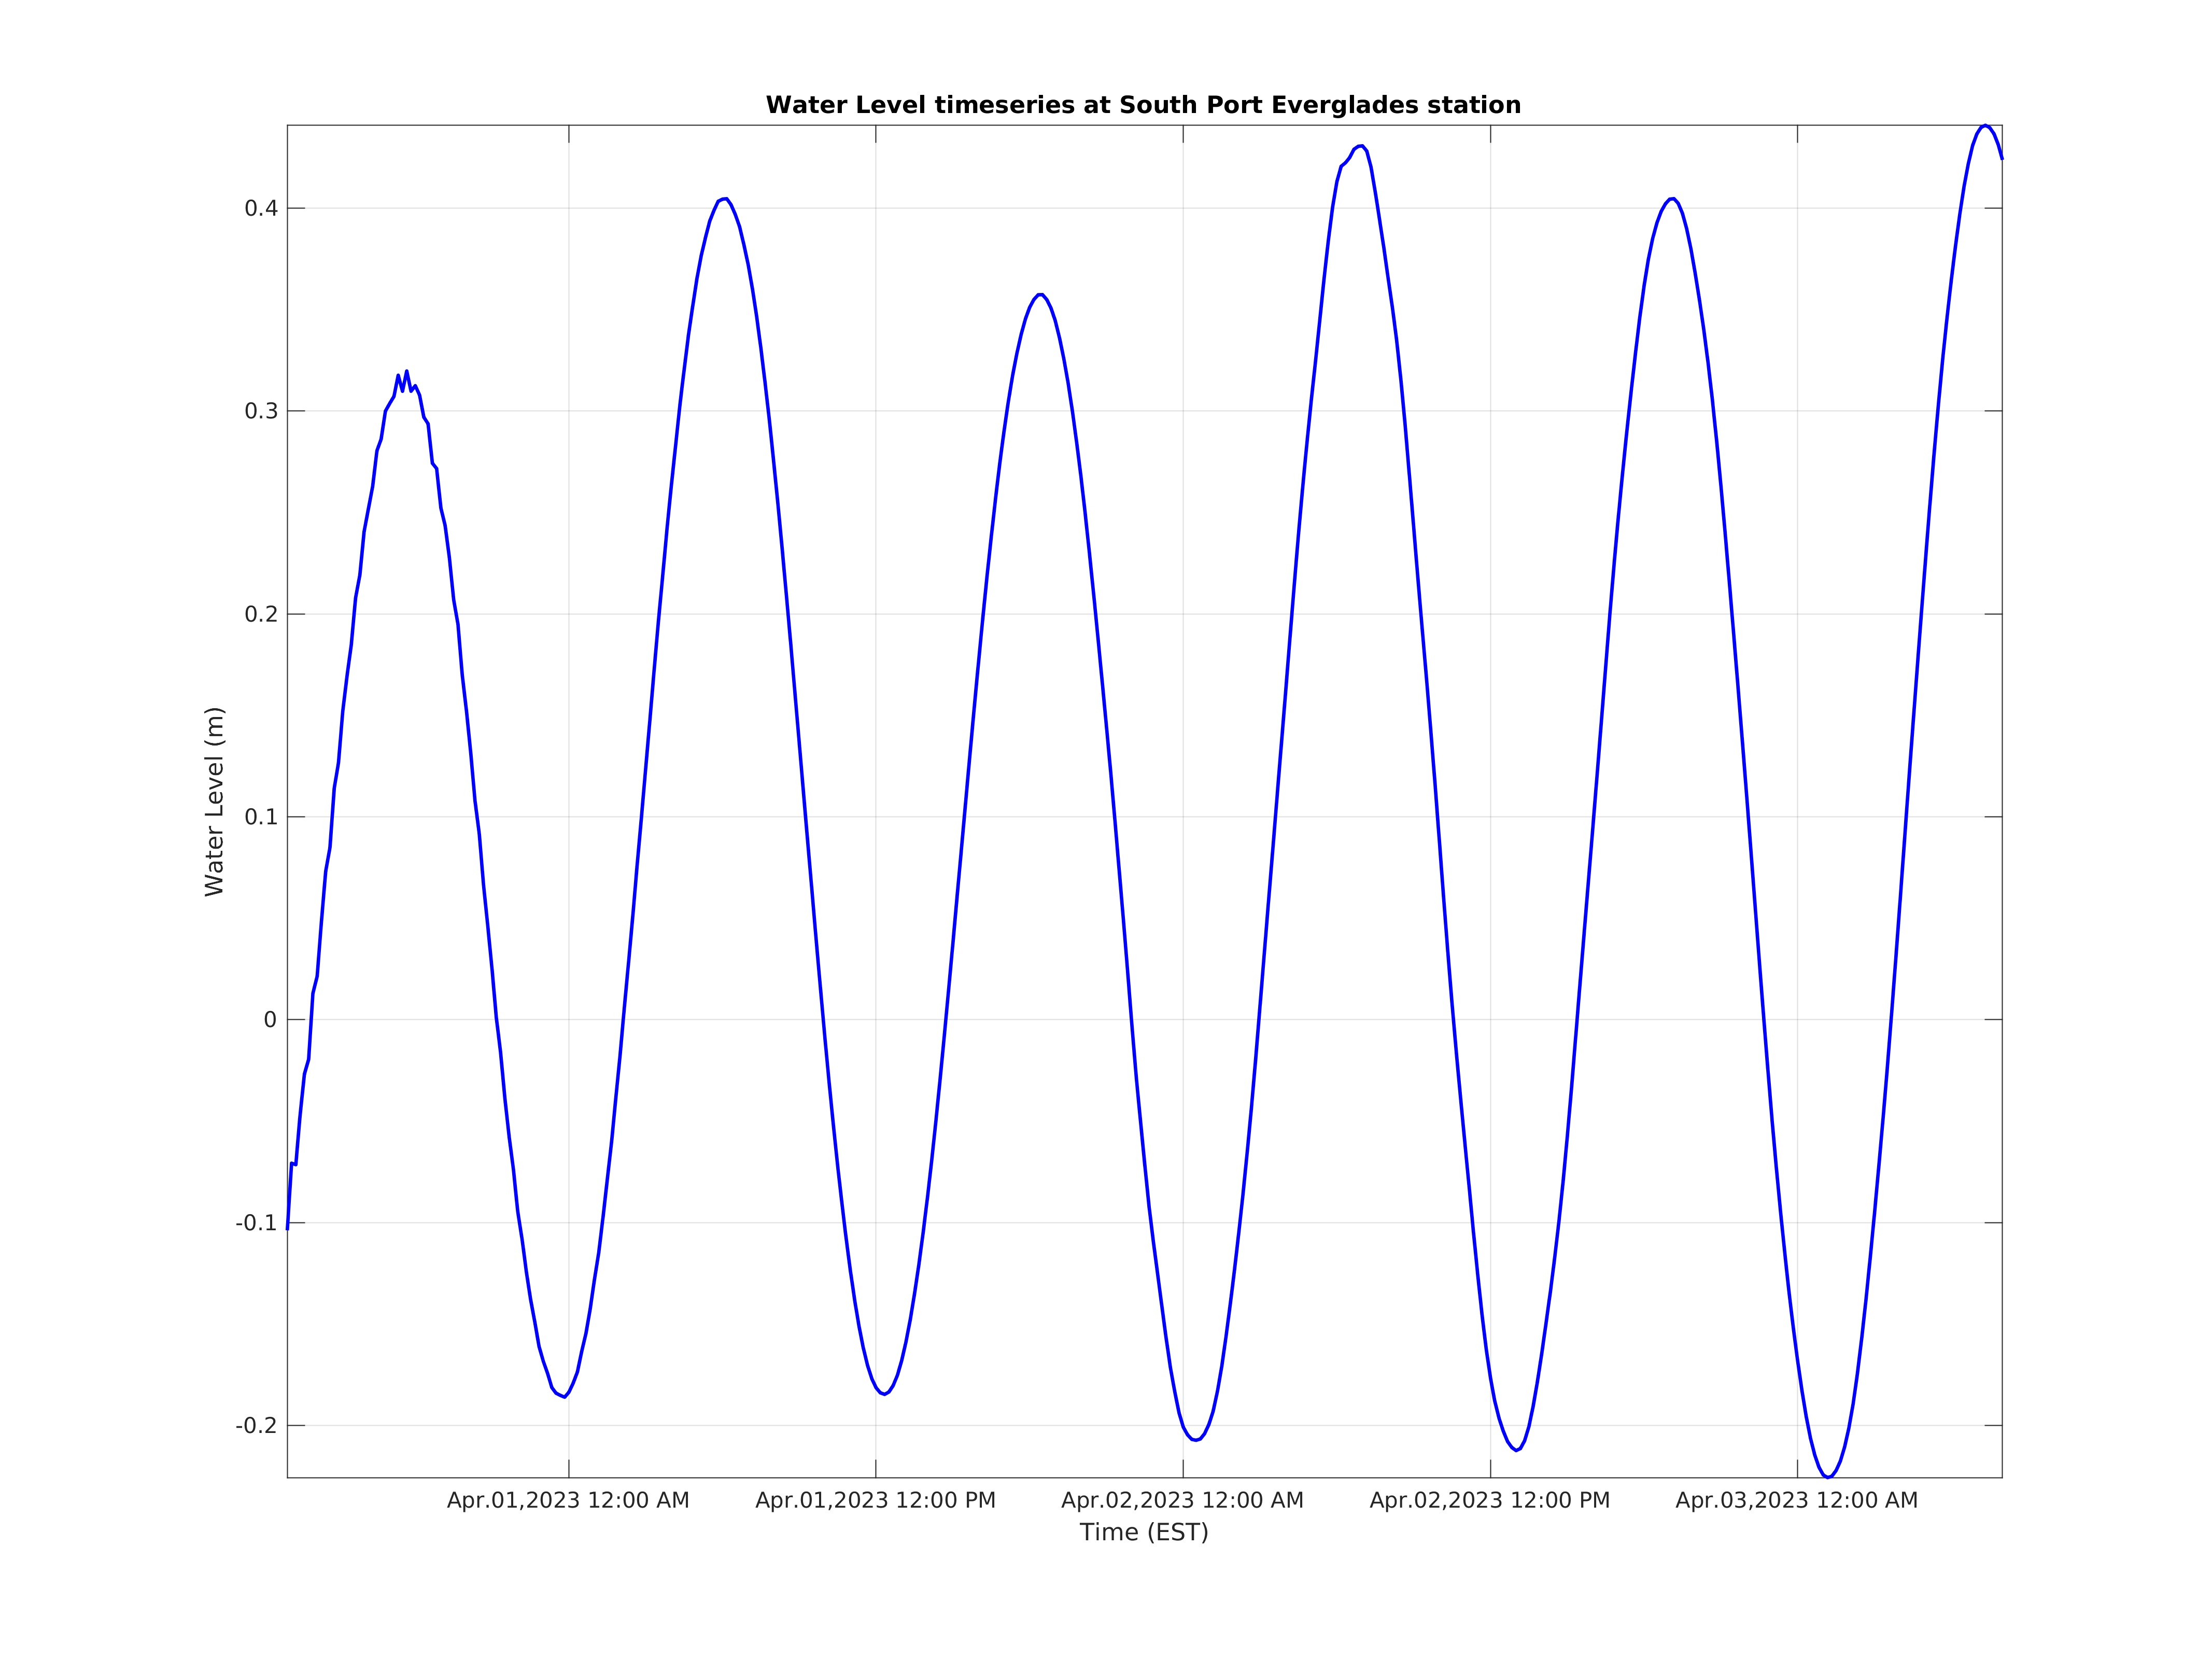 Water Level timeseries at South Port Everglades station
0.4
0.3
0.2
0.1
0
-0.1
-0.2
Water Level (m)
Apr.01,2023 12:00 AM Apr.01,2023 12:00 PM Apr.02,2023 12:00 AM Apr.02,2023 12:00 PM Apr.03,2023 12:00 AM
Time (EST)